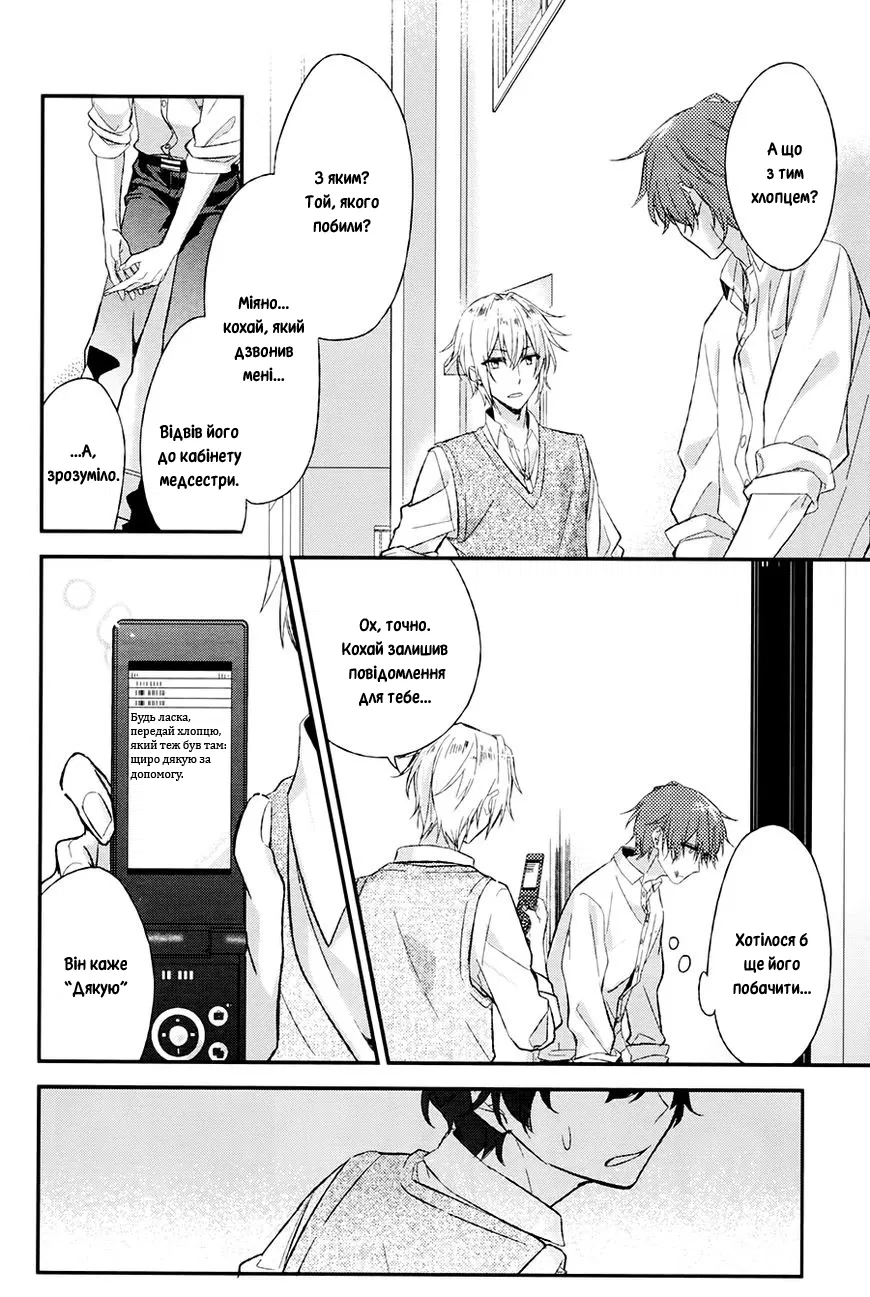 А що
з тим
хлопцем?
З яким?
Той, якого
побили?
Міяно...
кохай, який
дзвонив
мені...
Відвів його
до кабінету
медсестри.
...А,
зрозуміло.
Ох, точно.
Кохай залишив
повідомлення
для тебе...
Хотілося б
ще його
побачити...
Будь ласка,
передай хлопцю,
який теж був там:
щиро дякую за
допомогу.
Він каже
“Дякую”